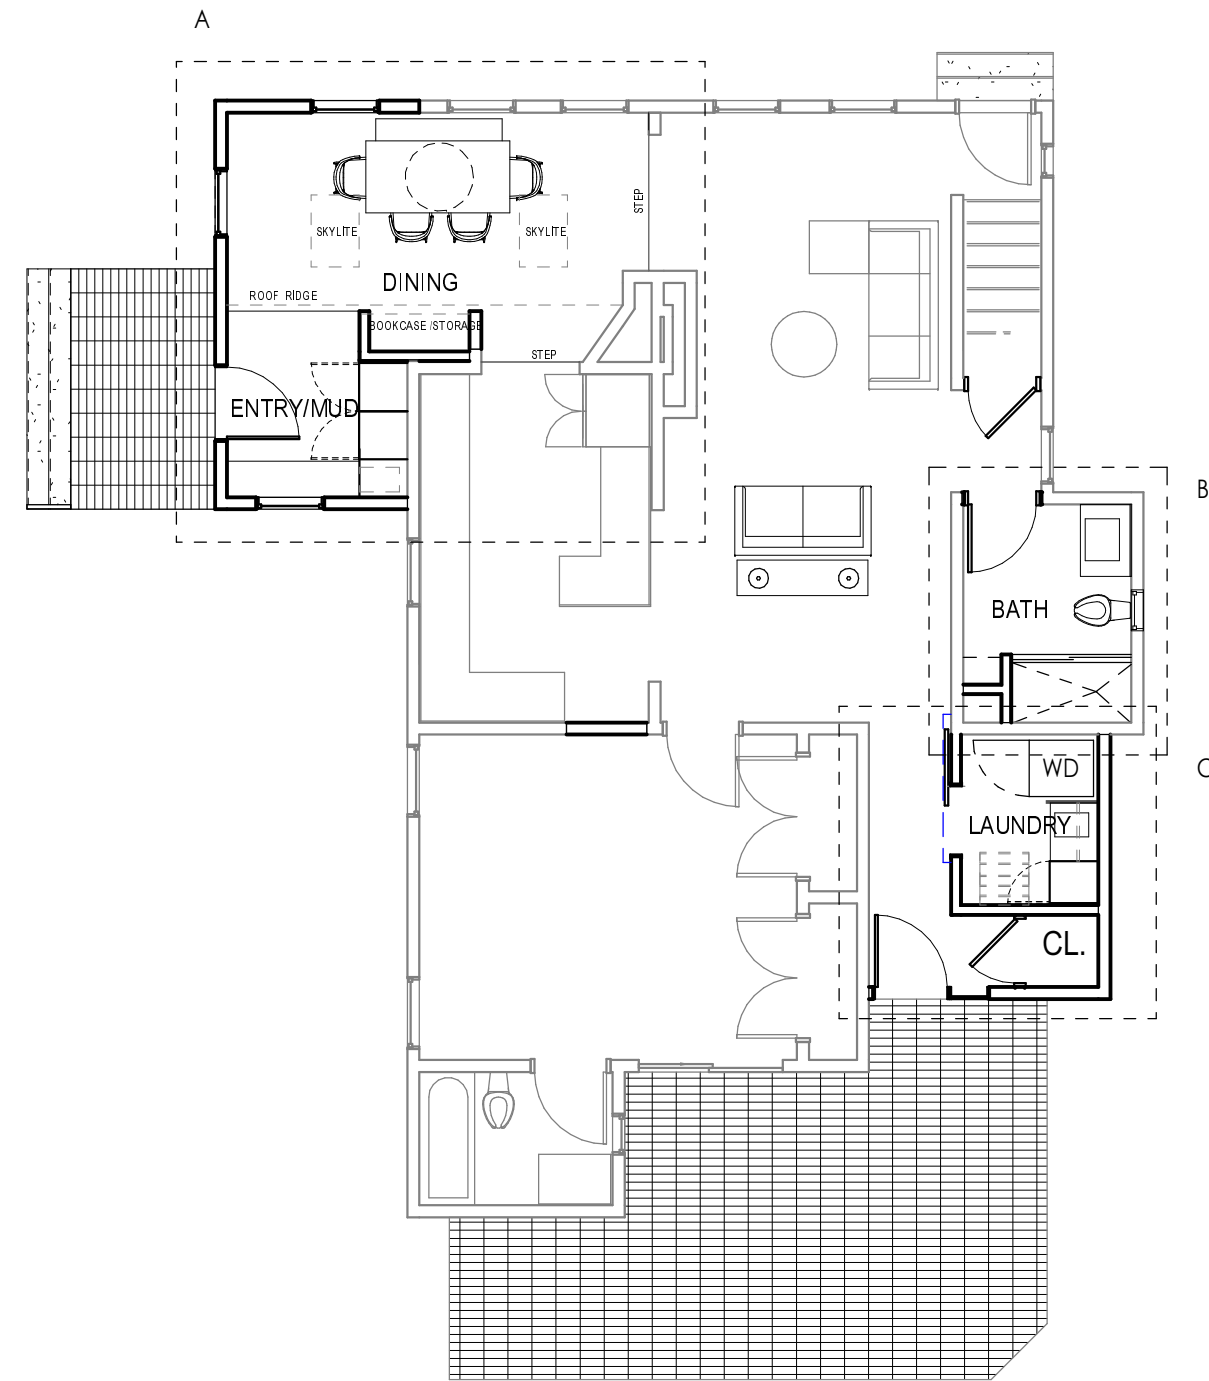 A
STEP
SKYLITE
SKYLITE
DINING
ROOF RIDGE
BOOKCASE/STORAGE
STEP
ENTRY/MUD
B
BATH
WD
C
LAUNDRY
CL.